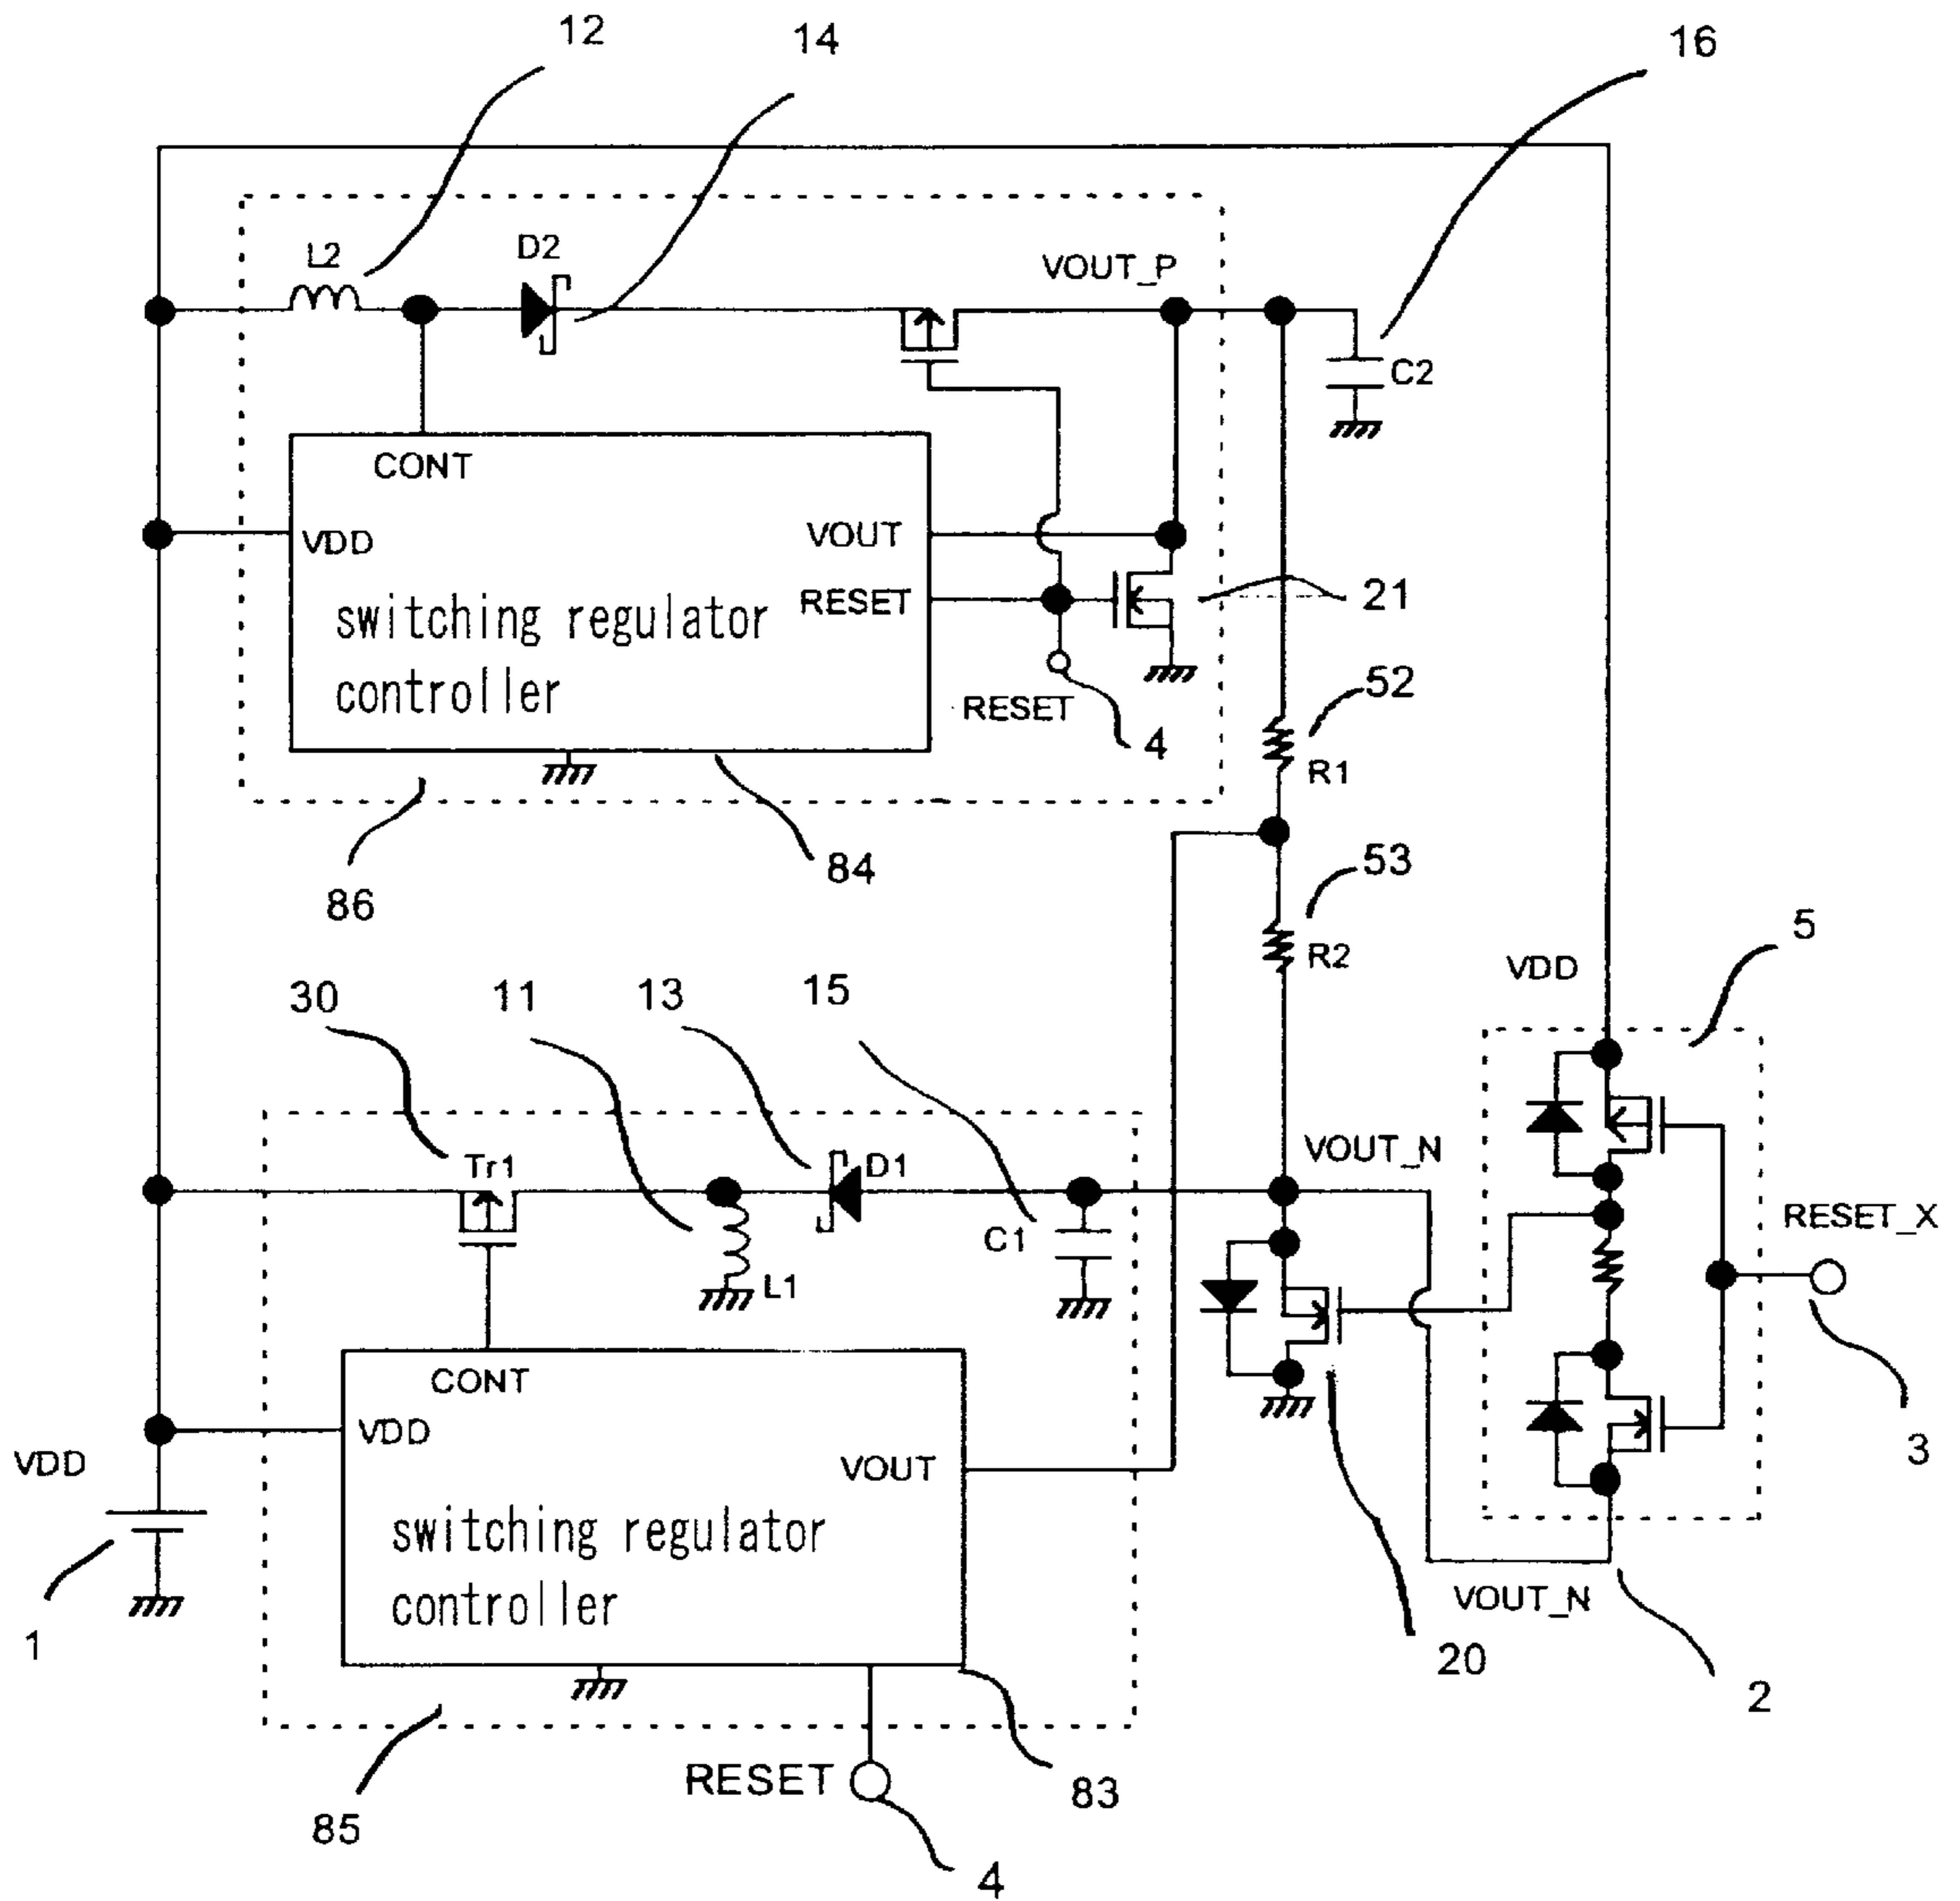 12
14
16
L2
D2
VOUT_P
C2
CONT
VDD
VOUT
RESET
switching regulator
controller
21
RESET
4
52
R1
84
86
53
R2
5
VDD
30
11
13
15
Tr1
D1
VOUT_N
C1
L1
RESET_X
CONT
VDD
VOUT
switching regulator
controller
VDD
1
3
VOUT_N
20
2
RESET
83
85
4